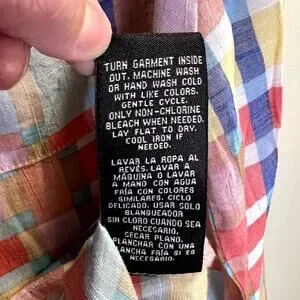 TURN GARMENT INSIDE
OUT. MACHINE WASH
OR HAND WASH COLD
WITH LIKE COLORS.
GENTLE CYCLE.
ONLY NON-CHLORINE
BLEACH WHEN NEEDED.
LAY FLAT TO DRY.
COOL IRON IF
NEEDED.
LAVAR LA ROPA AL
REVÉS. LAVAR A
MÁQUINA O LAVAR
A MANO CON AGUA
FRÍA CON COLORES
SIMILARES. CICLO
DELICADO. USAR SOLO
BLANQUEADOR
SIN CLORO CUANDO SEA
NECESARIO.
SECAR PLANO.
PLANCHAR CON UNA
PLANCHA FRÍA SI ES
NECESARIO.